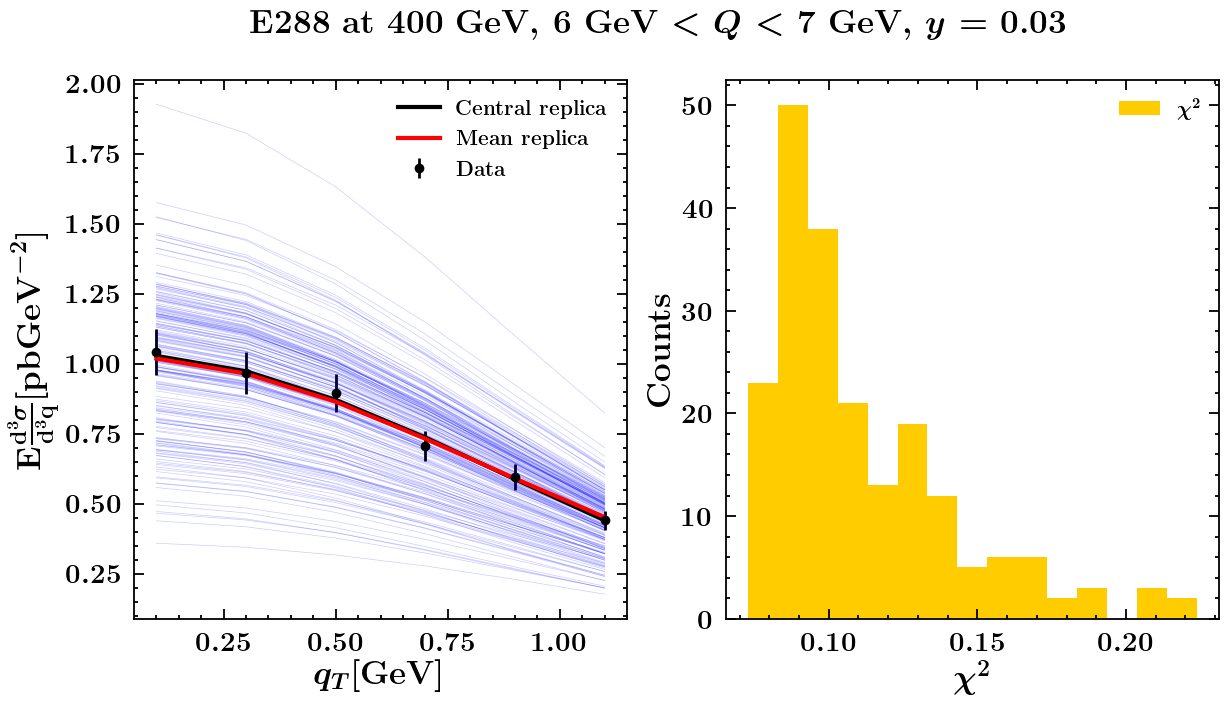 E288 at 400 GeV, 6 GeV < Q < 7 GeV, y = 0.03
2.00
1.75
1.50
1.25
1.00
0.75
0.50
0.25
E d³σ/d³q [pbGeV⁻²]
Central replica
Mean replica
Data
0.25 0.50 0.75 1.00
q_T[GeV]
50
40
30
20
10
0
Counts
χ²
0.10 0.15 0.20
χ²